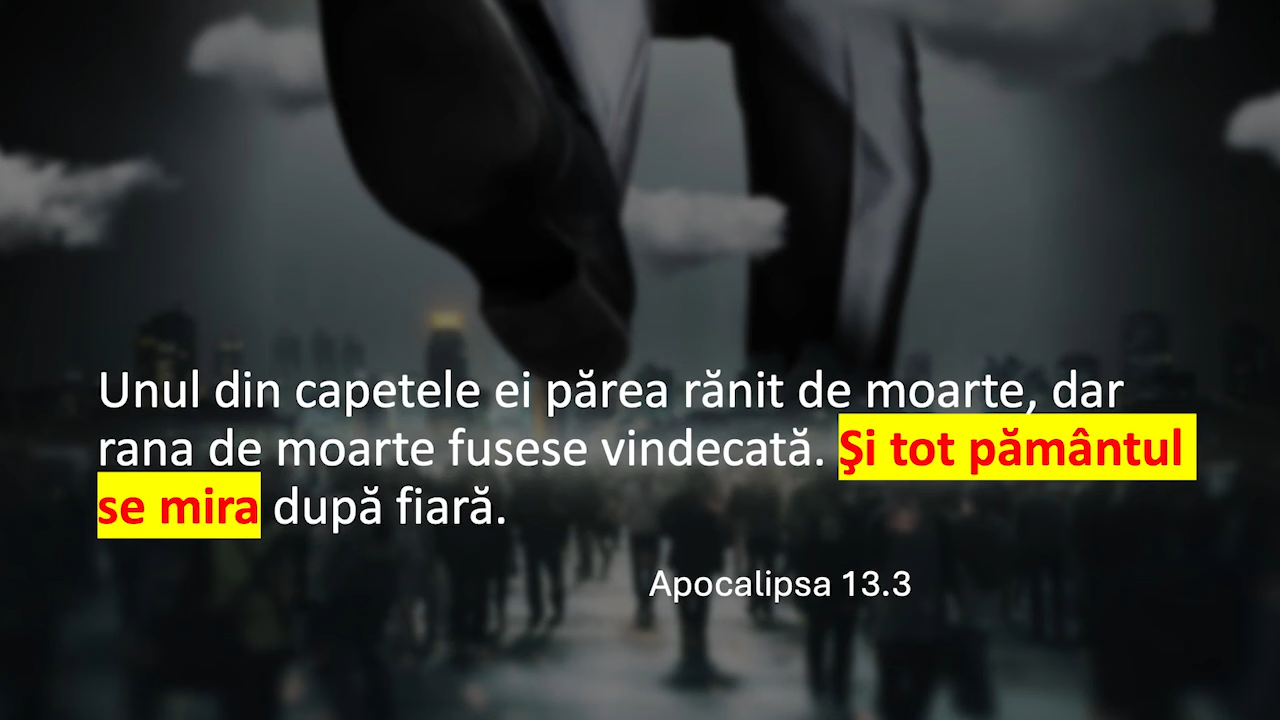 Unul din capetele ei părea rănit de moarte, dar
rana de moarte fusese vindecată. Şi tot pământul
se mira după fiară.
Apocalipsa 13.3